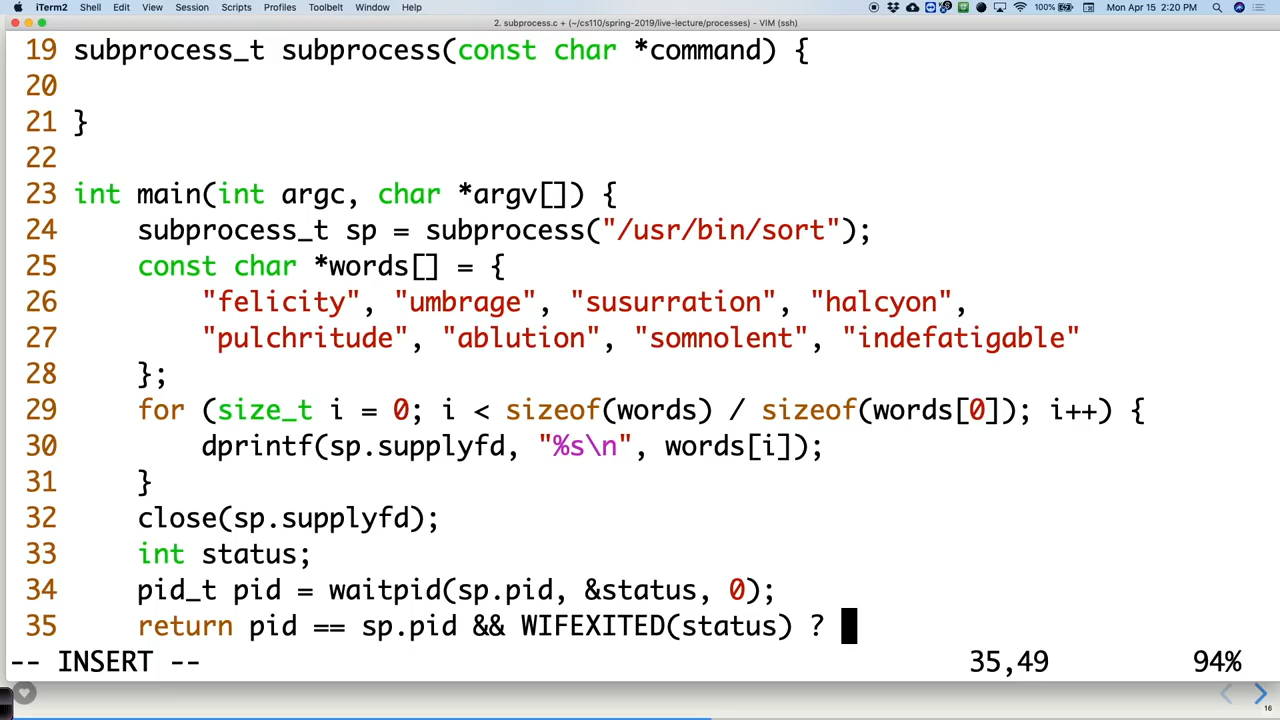 iTerm2 Shell Edit View Session Scripts Profiles Toolbelt Window Help 100% Mon Apr 15 2:20 PM
2. subprocess.c + (~/cs110/spring-2019/live-lecture/processes) - VIM (ssh)
19 subprocess_t subprocess(const char *command) {
20
21 }
22
23 int main(int argc, char *argv[]) {
24     subprocess_t sp = subprocess("/usr/bin/sort");
25     const char *words[] = {
26         "felicity", "umbrage", "susurration", "halcyon",
27         "pulchritude", "ablution", "somnolent", "indefatigable"
28     };
29     for (size_t i = 0; i < sizeof(words) / sizeof(words[0]); i++) {
30         dprintf(sp.supplyfd, "%s\n", words[i]);
31     }
32     close(sp.supplyfd);
33     int status;
34     pid_t pid = waitpid(sp.pid, &status, 0);
35     return pid == sp.pid && WIFEXITED(status) ?
-- INSERT -- 35,49 94%
16